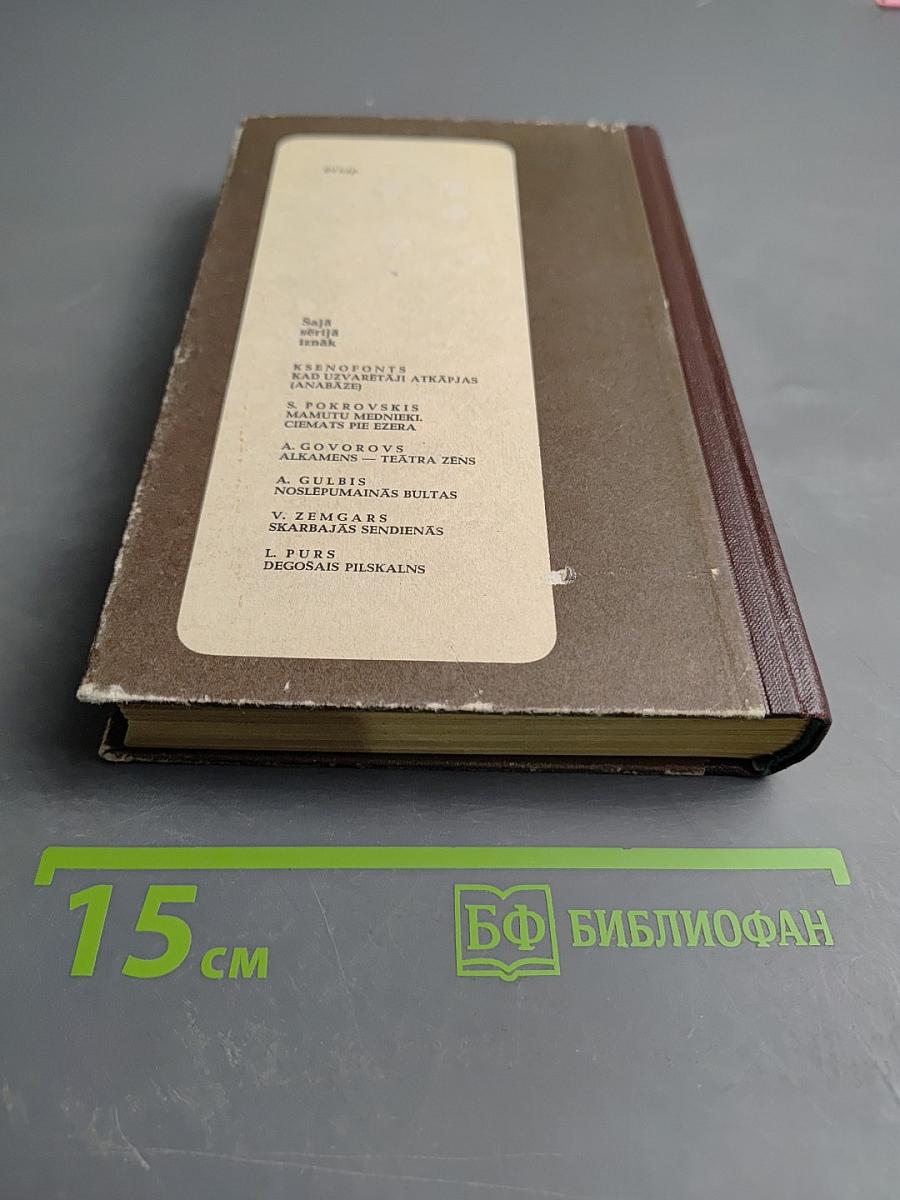 Šajā
sērijā
iznāk
KSENOFONTS
KAD UZVARĒTĀJI ATKĀPJAS
(ANABĀZE)
S. POKROVSKIS
MAMUTU MEDNIEKI.
CIEMATS PIE EZERA
A. GOVOROVS
ALKAMENS — TEĀTRA ZĒNS
A. GULBIS
NOSLĒPUMAINĀS BULTAS
V. ZEMGARS
SKARBAJĀS SENDIENĀS
L. PURS
DEGOŠAIS PILSKALNS
15 см
БФ БИБЛИОФАН